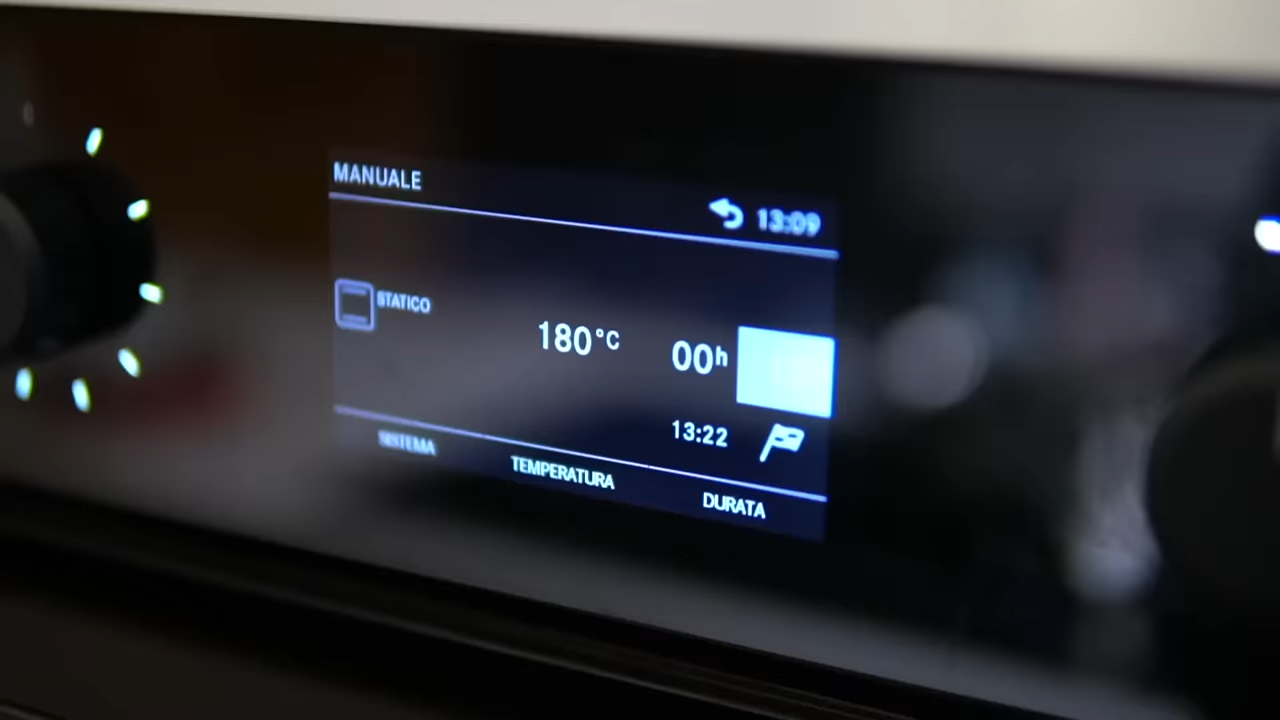 MANUALE
13:09
STATICO
180°C
00h
13:22
SISTEMA
TEMPERATURA
DURATA